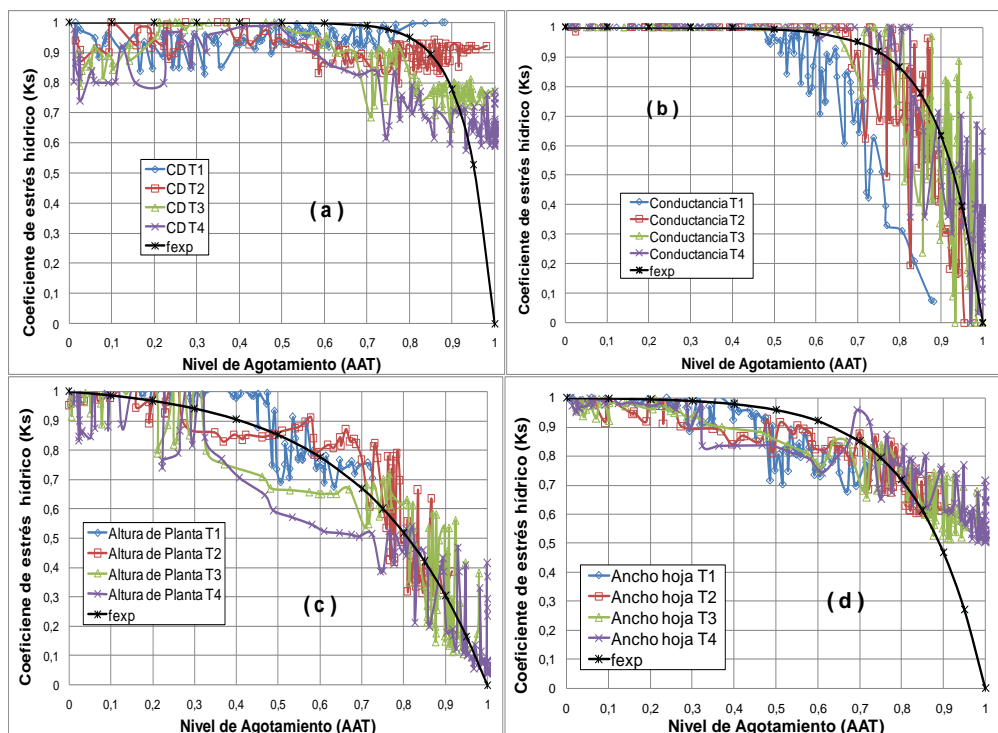 Coeficiente de estrés hídrico (Ks)
1
0,9
0,8
0,7
0,6
0,5
0,4
0,3
0,2
0,1
0
CD T1
CD T2
CD T3
CD T4
fexp
( a )
0 0,1 0,2 0,3 0,4 0,5 0,6 0,7 0,8 0,9 1
Nivel de Agotamiento (AAT)
Coeficiente de estrés hídrico (Ks)
1
0,9
0,8
0,7
0,6
0,5
0,4
0,3
0,2
0,1
0
( b )
Conductancia T1
Conductancia T2
Conductancia T3
Conductancia T4
fexp
0 0,1 0,2 0,3 0,4 0,5 0,6 0,7 0,8 0,9 1
Nivel de Agotamiento (AAT)
Coeficiene de estrés hídrico (Ks)
1
0,9
0,8
0,7
0,6
0,5
0,4
0,3
0,2
0,1
0
Altura de Planta T1
Altura de Planta T2
Altura de Planta T3
Altura de Planta T4
fexp
( c )
0 0,1 0,2 0,3 0,4 0,5 0,6 0,7 0,8 0,9 1
Nivel de Agotamiento (AAT)
Coeficiente de estrés hídrico (Ks)
1
0,9
0,8
0,7
0,6
0,5
0,4
0,3
0,2
0,1
0
Ancho hoja T1
Ancho hoja T2
Ancho hoja T3
Ancho hoja T4
fexp
( d )
0 0,1 0,2 0,3 0,4 0,5 0,6 0,7 0,8 0,9 1
Nivel de Agotamiento (AAT)